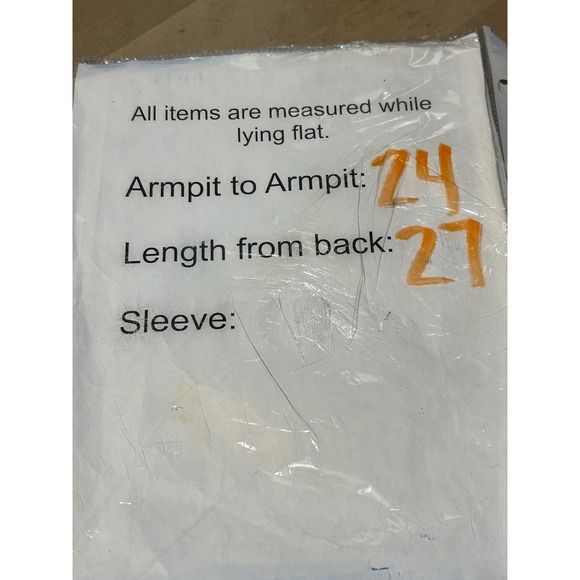 All items are measured while
lying flat.
Armpit to Armpit: 24
Length from back: 27
Sleeve: